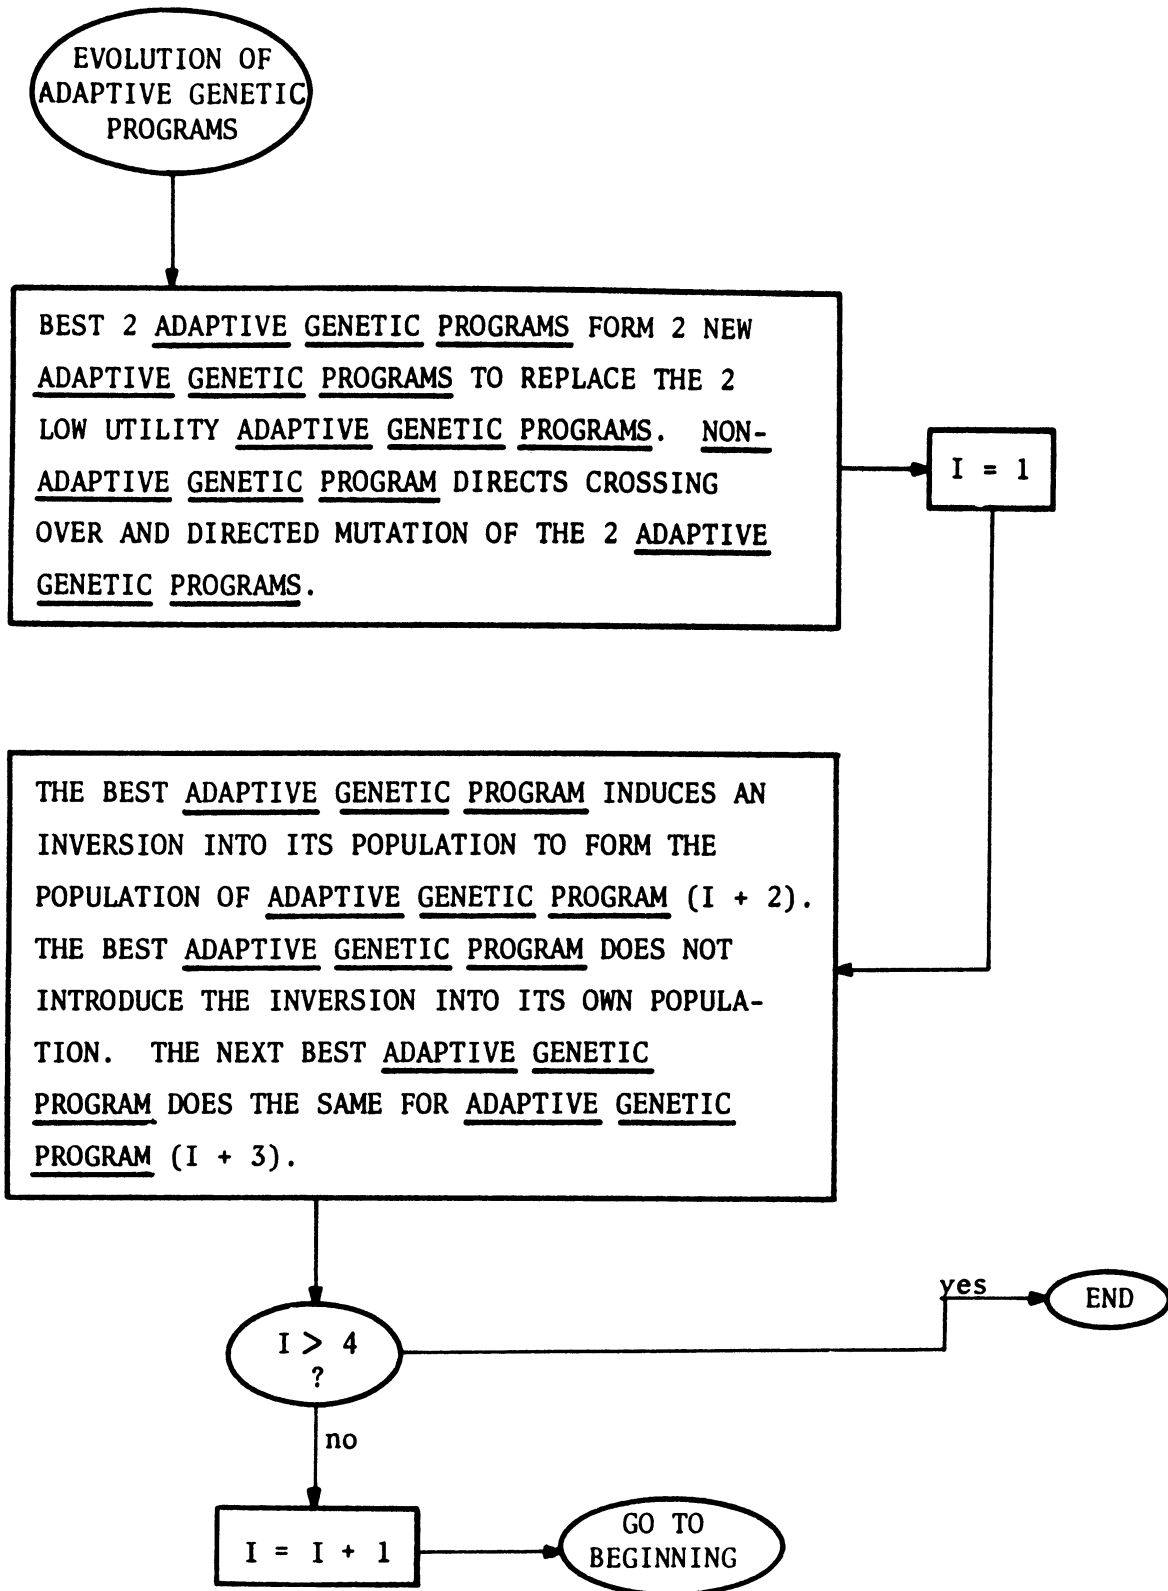 EVOLUTION OF
ADAPTIVE GENETIC
PROGRAMS
BEST 2 ADAPTIVE GENETIC PROGRAMS FORM 2 NEW
ADAPTIVE GENETIC PROGRAMS TO REPLACE THE 2
LOW UTILITY ADAPTIVE GENETIC PROGRAMS. NON-
ADAPTIVE GENETIC PROGRAM DIRECTS CROSSING
OVER AND DIRECTED MUTATION OF THE 2 ADAPTIVE
GENETIC PROGRAMS.
I = 1
THE BEST ADAPTIVE GENETIC PROGRAM INDUCES AN
INVERSION INTO ITS POPULATION TO FORM THE
POPULATION OF ADAPTIVE GENETIC PROGRAM (I + 2).
THE BEST ADAPTIVE GENETIC PROGRAM DOES NOT
INTRODUCE THE INVERSION INTO ITS OWN POPULA-
TION. THE NEXT BEST ADAPTIVE GENETIC
PROGRAM DOES THE SAME FOR ADAPTIVE GENETIC
PROGRAM (I + 3).
I > 4
?
yes
END
no
I = I + 1
GO TO
BEGINNING